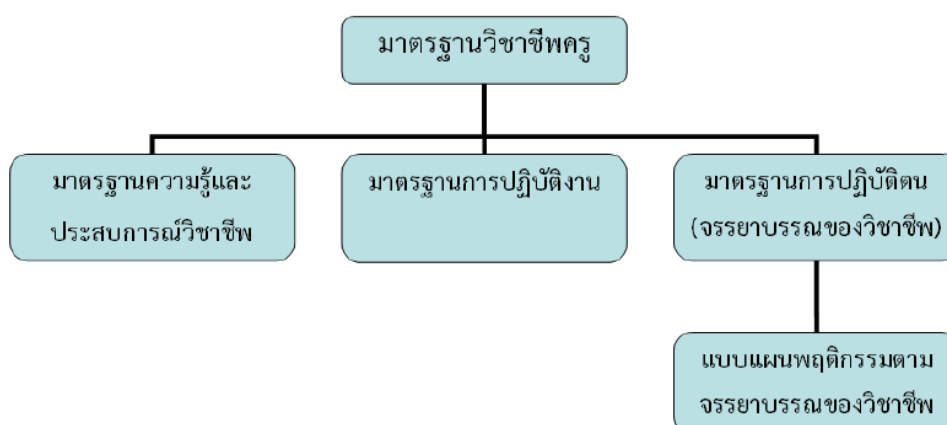 มาตรฐานวิชาชีพครู
มาตรฐานความรู้และ
ประสบการณ์วิชาชีพ
มาตรฐานการปฏิบัติงาน
มาตรฐานการปฏิบัติตน
(จรรยาบรรณของวิชาชีพ)
แบบแผนพฤติกรรมตาม
จรรยาบรรณของวิชาชีพ